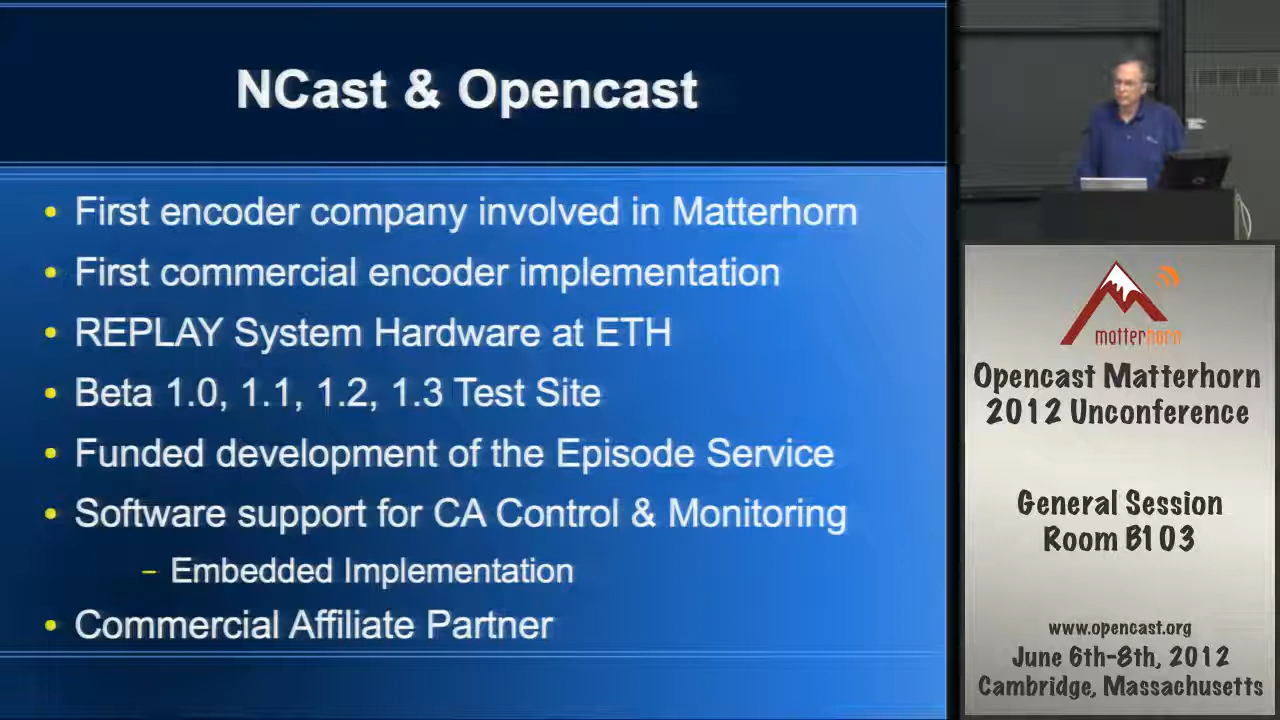 NCast & Opencast
First encoder company involved in Matterhorn
First commercial encoder implementation
REPLAY System Hardware at ETH
Beta 1.0, 1.1, 1.2, 1.3 Test Site
Funded development of the Episode Service
Software support for CA Control & Monitoring
– Embedded Implementation
Commercial Affiliate Partner
matterhorn
Opencast Matterhorn
2012 Unconference
General Session
Room B103
www.opencast.org
June 6th-8th, 2012
Cambridge, Massachusetts